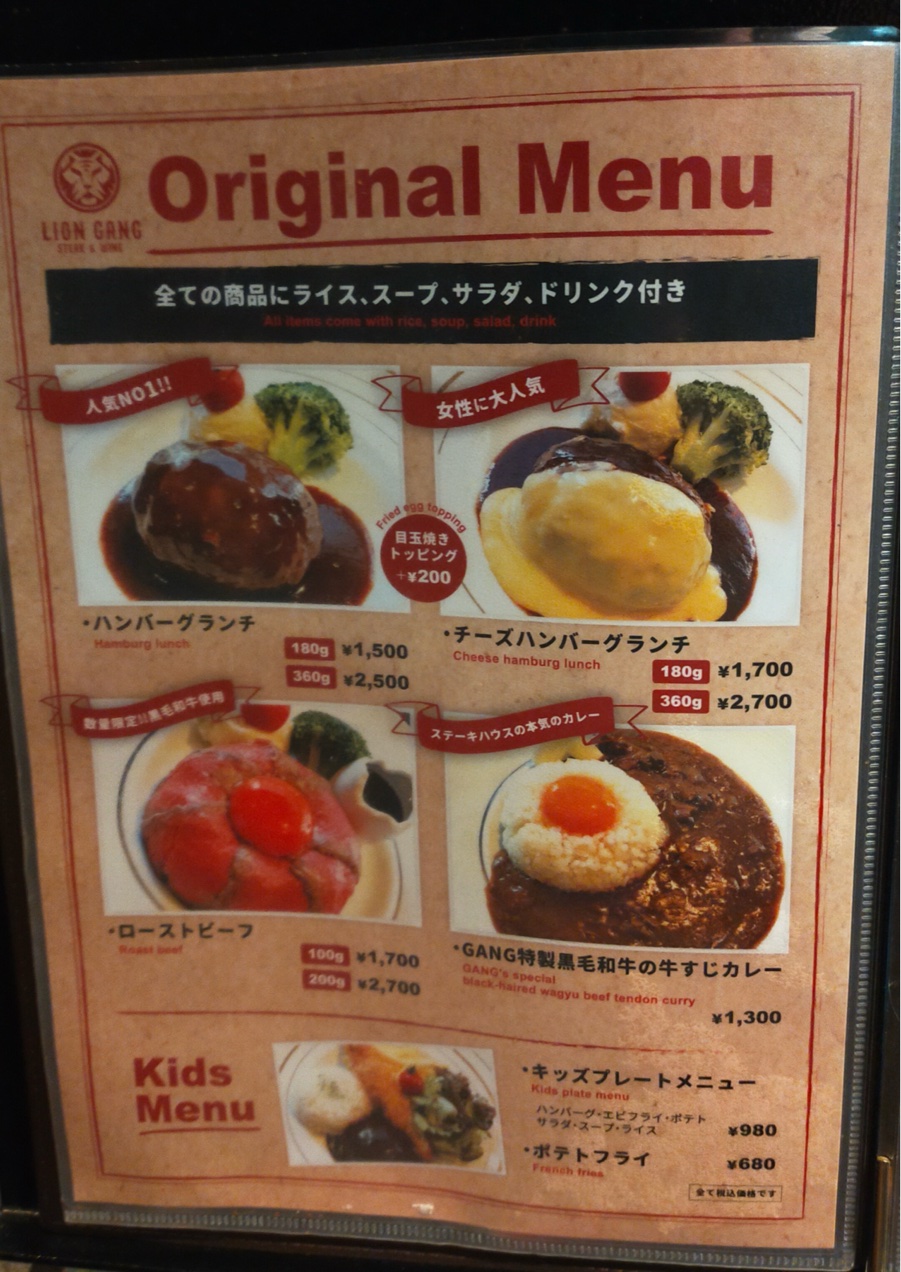 LION GANG
STEAK & WINE
Original Menu
全ての商品にライス、スープ、サラダ、ドリンク付き
All items come with rice, soup, salad, drink
人気NO1!!
女性に大人気
Fried egg topping
目玉焼き
トッピング
+¥200
・ハンバーグランチ
Hamburg lunch
180g ¥1,500
360g ¥2,500
・チーズハンバーグランチ
Cheese hamburg lunch
180g ¥1,700
360g ¥2,700
数量限定!!黒毛和牛使用
ステーキハウスの本気のカレー
・ローストビーフ
Roast beef
100g ¥1,700
200g ¥2,700
・GANG特製黒毛和牛の牛すじカレー
GANG's special
black-haired wagyu beef tendon curry
¥1,300
Kids
Menu
・キッズプレートメニュー
Kids plate menu
ハンバーグ・エビフライ・ポテト
サラダ・スープ・ライス ¥980
・ポテトフライ ¥680
French fries
全て税込価格です